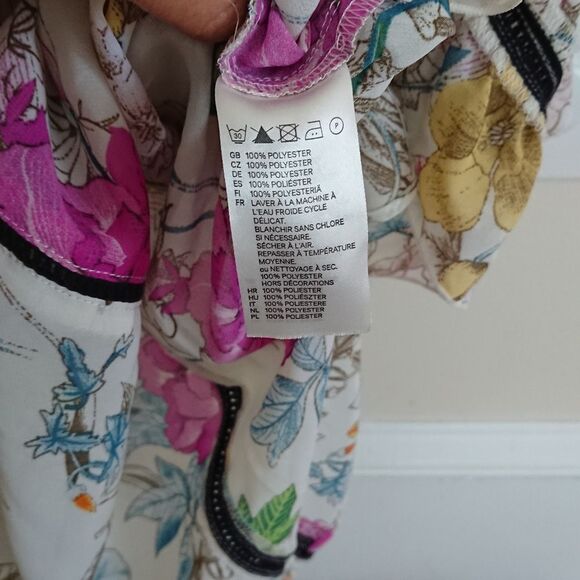 30 P
GB 100% POLYESTER
CZ 100% POLYESTER
DE 100% POLYESTER
ES 100% POLIÉSTER
FI 100% POLYESTERIÄ
FR LAVER À LA MACHINE À
L'EAU FROIDE CYCLE
DÉLICAT.
BLANCHIR SANS CHLORE
SI NÉCESSAIRE.
SÉCHER À L'AIR.
REPASSER À TEMPÉRATURE
MOYENNE.
ou NETTOYAGE À SEC.
100% POLYESTER
HORS DÉCORATIONS
HR 100% POLIESTER
HU 100% POLIÉSZTER
IT 100% POLIESTERE
NL 100% POLYESTER
PL 100% POLIESTER